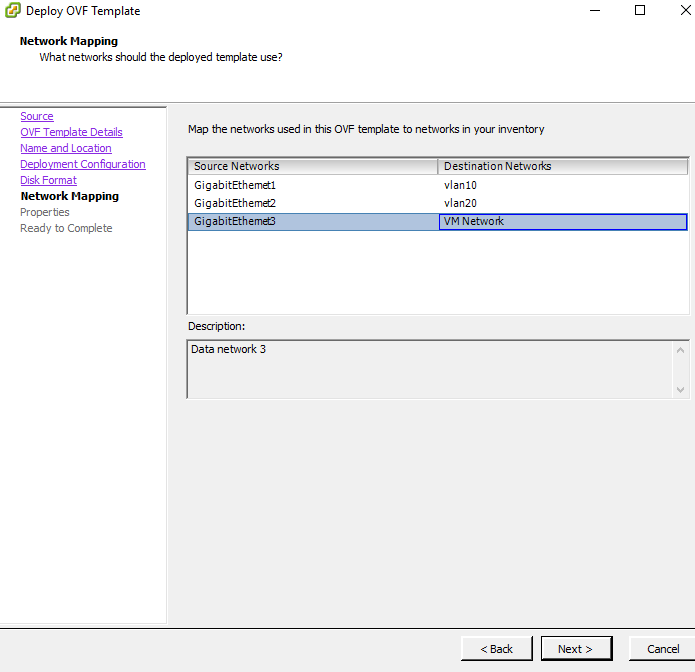 Deploy OVF Template
Network Mapping
What networks should the deployed template use?
Source
OVF Template Details
Name and Location
Deployment Configuration
Disk Format
Network Mapping
Properties
Ready to Complete
Map the networks used in this OVF template to networks in your inventory
Source Networks Destination Networks
GigabitEthernet1 vlan10
GigabitEthernet2 vlan20
GigabitEthernet3 VM Network
Description:
Data network 3
< Back Next > Cancel